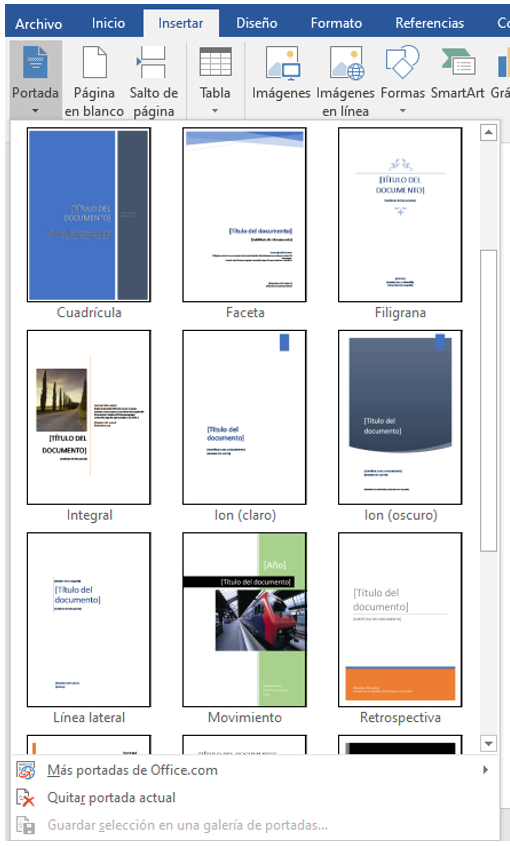 Archivo Inicio Insertar Diseño Formato Referencias Co
Portada Página en blanco Salto de página Tabla Imágenes Imágenes en línea Formas SmartArt Grá
[TÍTULO DEL DOCUMENTO]
[Título del documento]
[TÍTULO DEL DOCUMENTO]
Cuadrícula Faceta Filigrana
[TÍTULO DEL DOCUMENTO]
[Título del documento]
[Título del documento]
Integral Ion (claro) Ion (oscuro)
[Título del documento]
[Año]
[Título del documento]
[Título del documento]
Línea lateral Movimiento Retrospectiva
Más portadas de Office.com
Quitar portada actual
Guardar selección en una galería de portadas...